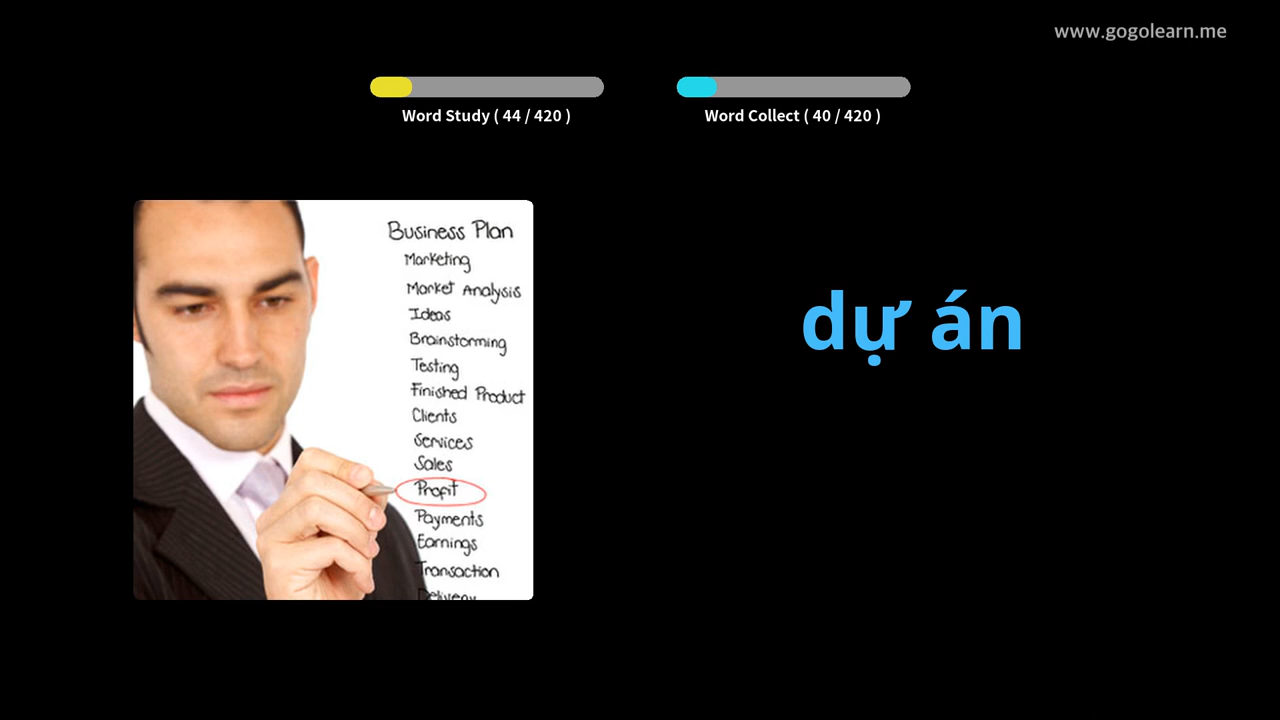 www.gogolearn.me
Word Study ( 44 / 420 )
Word Collect ( 40 / 420 )
Business Plan
Marketing
Market Analysis
Ideas
Brainstorming
Testing
Finished Product
Clients
Services
Sales
Profit
Payments
Earnings
Transaction
Delivery
dự án